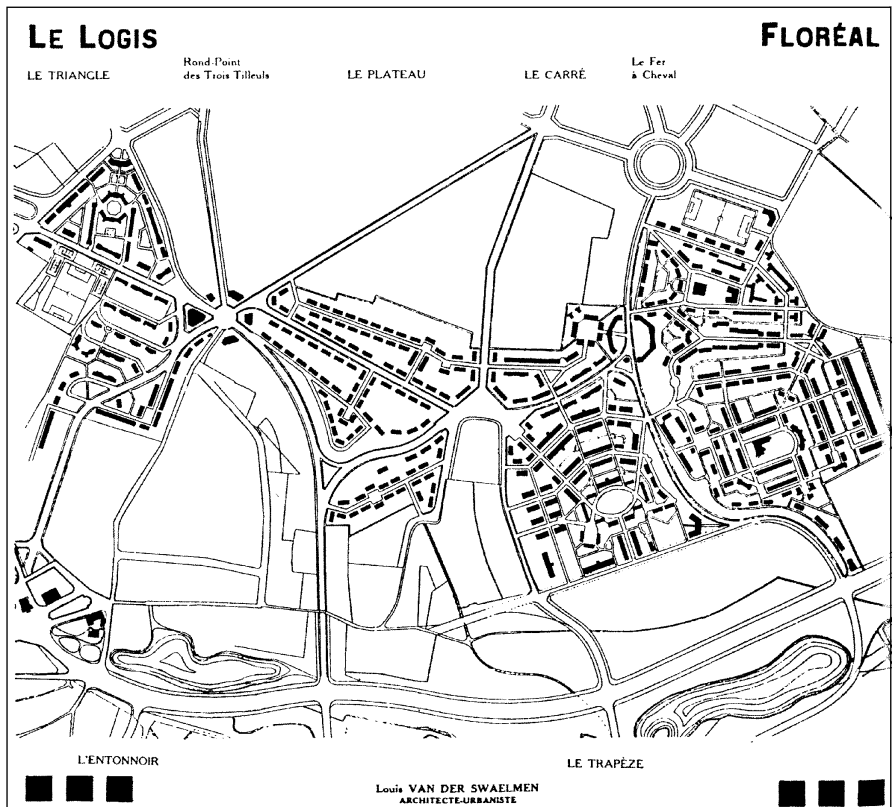 LE LOGIS
FLORÉAL
LE TRIANGLE
Rond-Point
des Trois Tilleuls
LE PLATEAU
LE CARRÉ
Le Fer
à Cheval
L'ENTONNOIR
LE TRAPÈZE
Louis VAN DER SWAELMEN
ARCHITECTE-URBANISTE